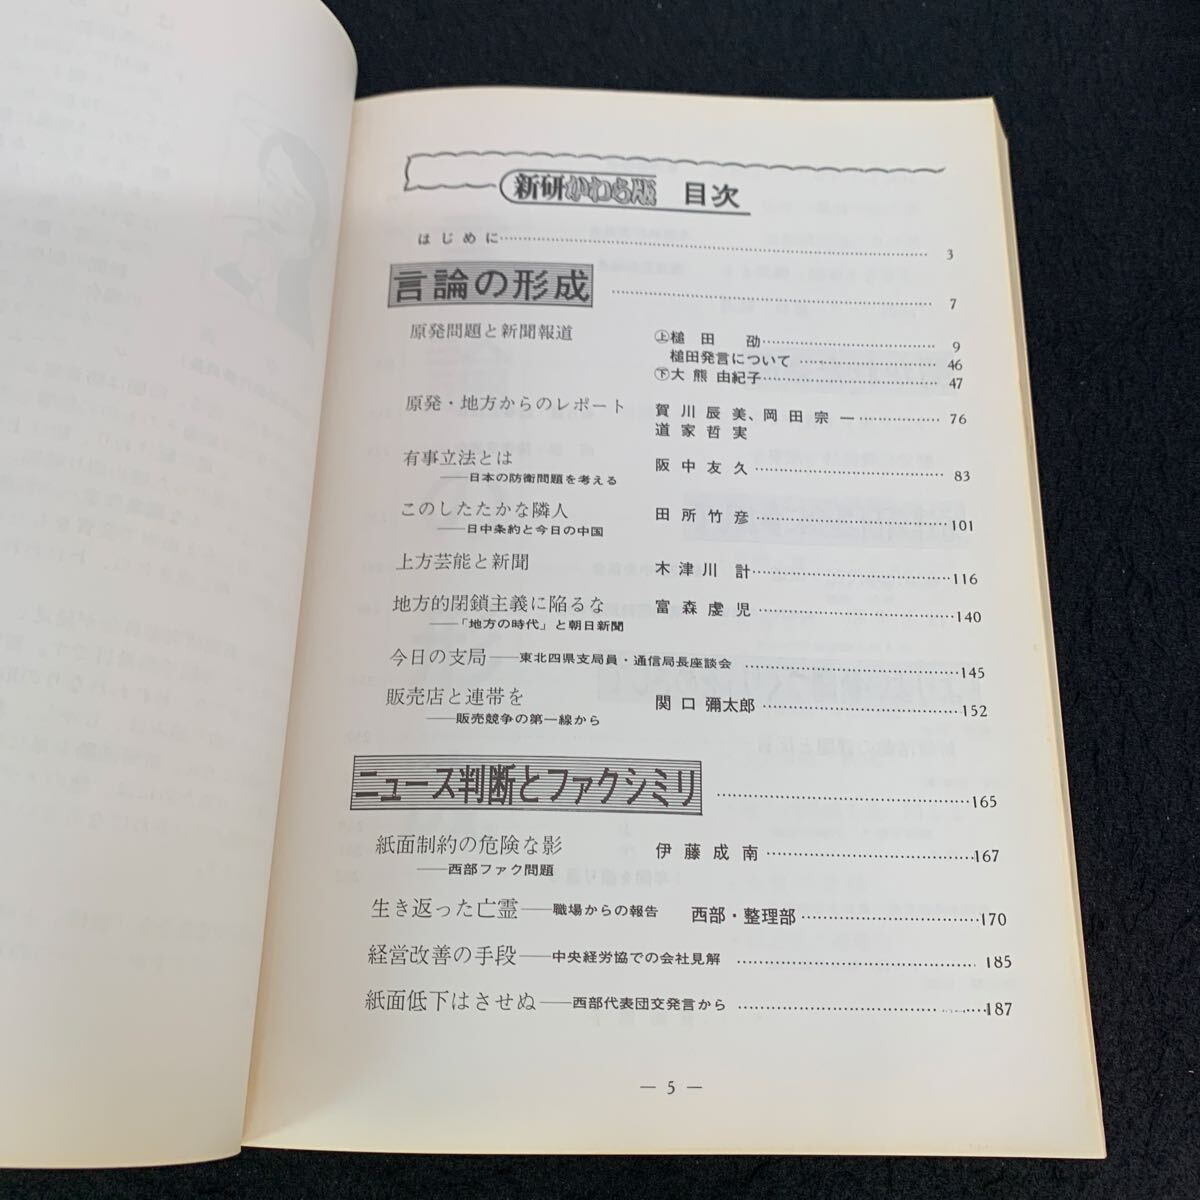 新研かわら版 目次
はじめに…… 3
言論の形成 …… 7
原発問題と新聞報道 ㊤槌田 劭…… 9
槌田発言について …… 46
㊦大熊 由紀子…… 47
原発・地方からのレポート 賀川辰美、岡田宗一…… 76
道家哲実
有事立法とは 阪中友久…… 83
――日本の防衛問題を考える
このしたたかな隣人 田所竹彦…… 101
――日中条約と今日の中国
上方芸能と新聞 木津川 計…… 116
地方的閉鎖主義に陥るな 富森虔児…… 140
――「地方の時代」と朝日新聞
今日の支局――東北四県支局員・通信局長座談会 …… 145
販売店と連帯を 関口彌太郎…… 152
――販売競争の第一線から
ニュース判断とファクシミリ …… 165
紙面制約の危険な影 伊藤成南…… 167
――西部ファク問題
生き返った亡霊――職場からの報告 西部・整理部…… 170
経営改善の手段――中央経労協での会社見解 …… 185
紙面低下はさせぬ――西部代表団交発言から …… 187
― 5 ―